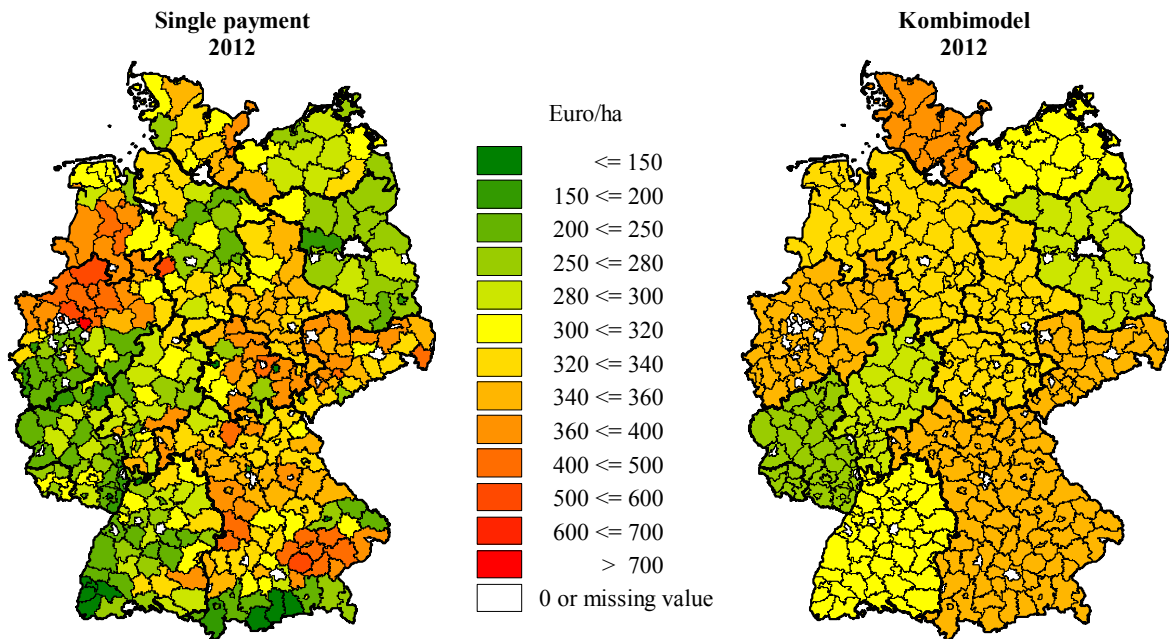 Single payment
2012
Kombimodel
2012
Euro/ha
<= 150
150 <= 200
200 <= 250
250 <= 280
280 <= 300
300 <= 320
320 <= 340
340 <= 360
360 <= 400
400 <= 500
500 <= 600
600 <= 700
> 700
0 or missing value